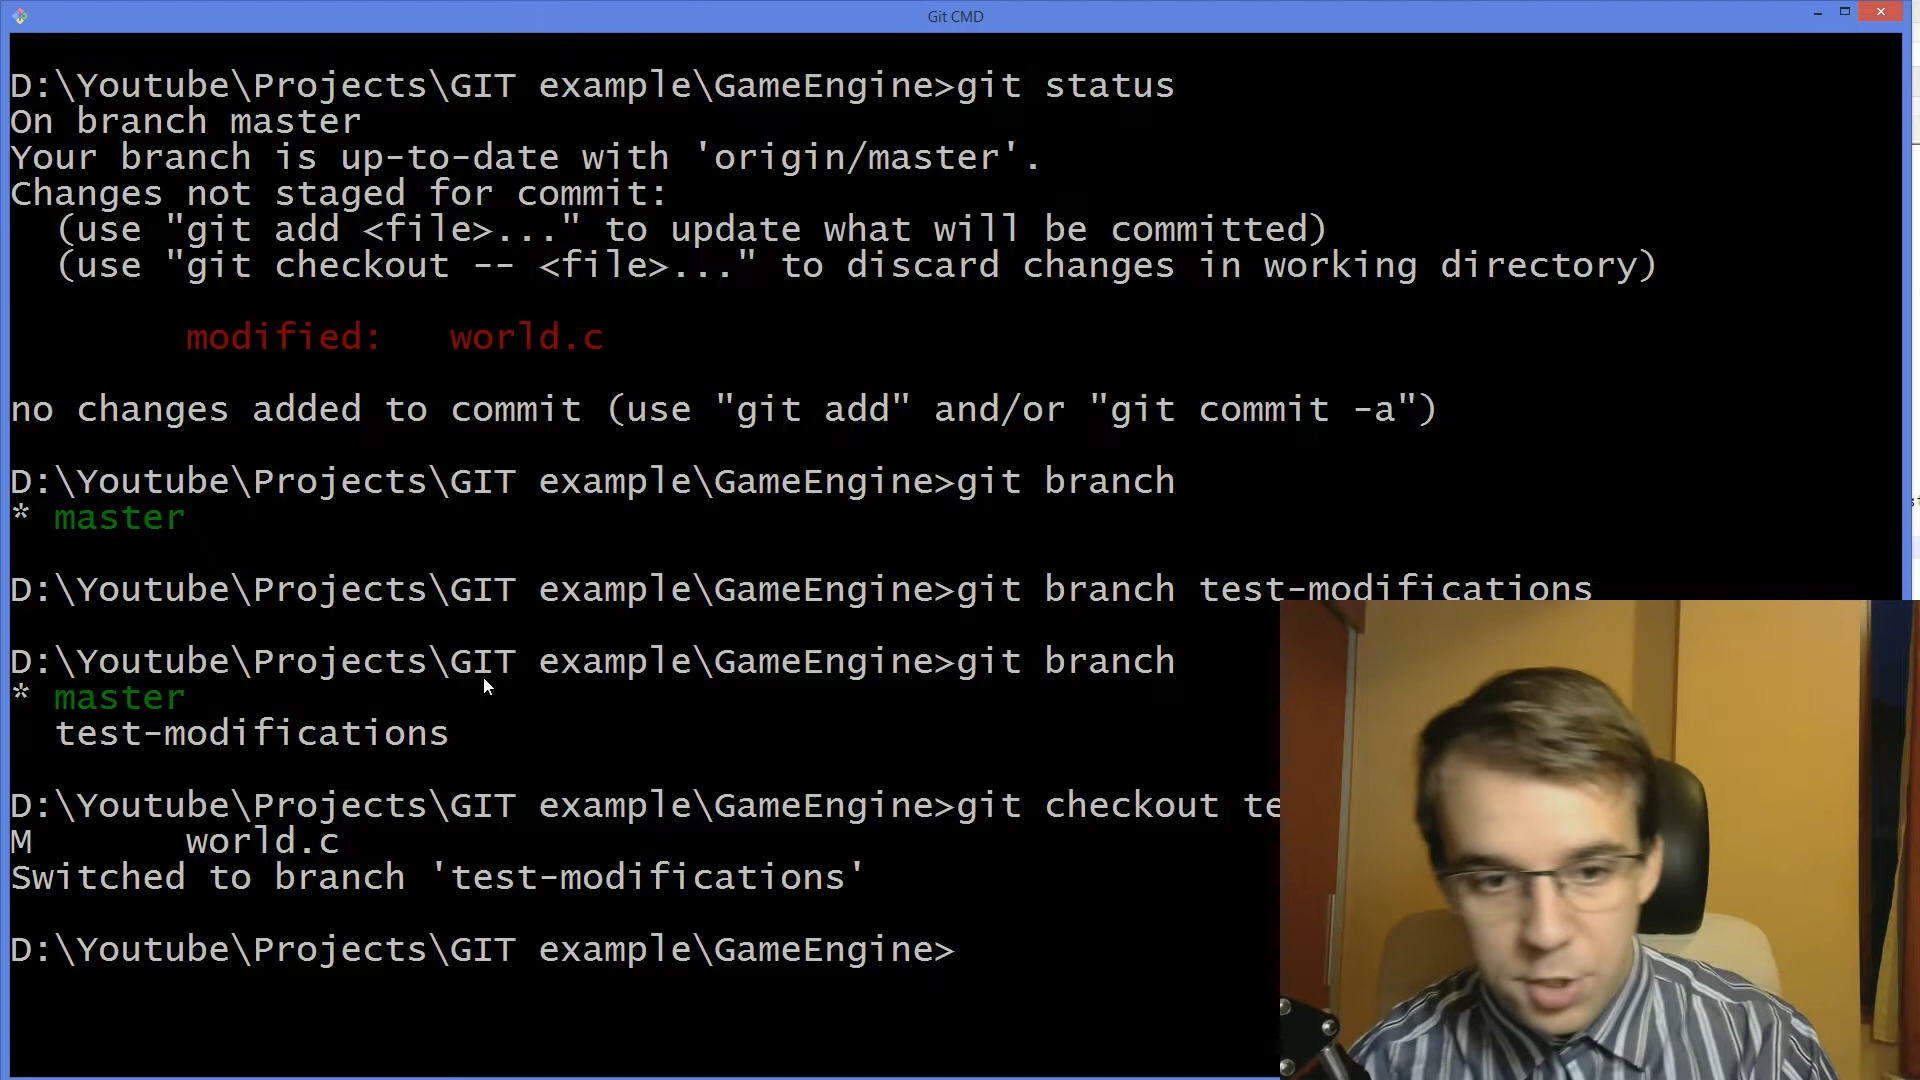 Git CMD
D:\Youtube\Projects\GIT example\GameEngine>git status
On branch master
Your branch is up-to-date with 'origin/master'.
Changes not staged for commit:
(use "git add <file>..." to update what will be committed)
(use "git checkout -- <file>..." to discard changes in working directory)
modified: world.c
no changes added to commit (use "git add" and/or "git commit -a")
D:\Youtube\Projects\GIT example\GameEngine>git branch
* master
D:\Youtube\Projects\GIT example\GameEngine>git branch test-modifications
D:\Youtube\Projects\GIT example\GameEngine>git branch
* master
test-modifications
D:\Youtube\Projects\GIT example\GameEngine>git checkout te
M world.c
Switched to branch 'test-modifications'
D:\Youtube\Projects\GIT example\GameEngine>